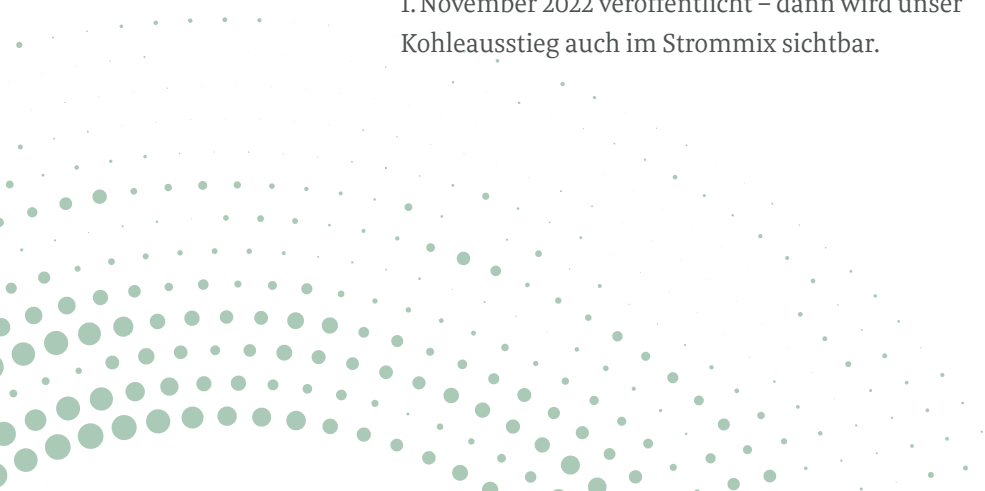 1. November 2022 veröffentlicht – dann wird unser
Kohleausstieg auch im Strommix sichtbar.